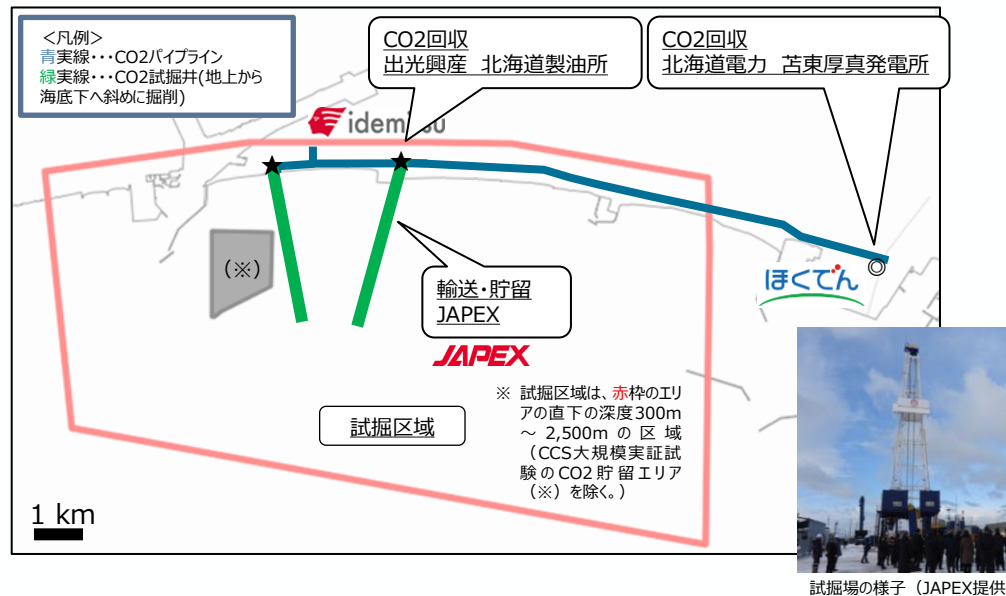 <凡例>
青実線・・・CO2パイプライン
緑実線・・・CO2試掘井(地上から
海底下へ斜めに掘削)
CO2回収
出光興産 北海道製油所
CO2回収
北海道電力 苫東厚真発電所
idemitsu
(※)
輸送・貯留
JAPEX
ほくでん
JAPEX
※ 試掘区域は、赤枠のエリ
アの直下の深度300m
～ 2,500m の 区 域
(CCS大規模実証試
験のCO2貯留エリア
(※)を除く。)
試掘区域
1 km
試掘場の様子（JAPEX提供